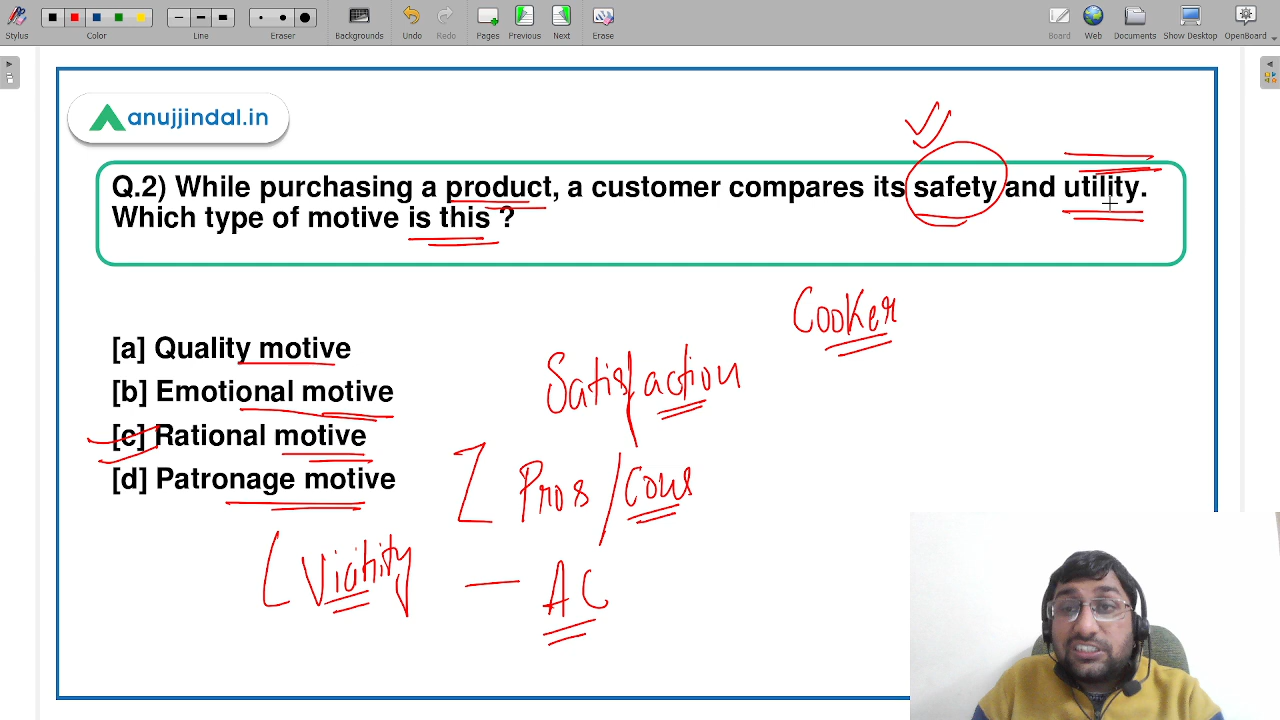 Stylus
Color
Line
Eraser
Backgrounds
Undo
Redo
Pages
Previous
Next
Erase
Board
Web
Documents
Show Desktop
OpenBoard
anujjindal.in
Q.2) While purchasing a product, a customer compares its safety and utility.
Which type of motive is this ?
Cooker
[a] Quality motive
Satisfaction
[b] Emotional motive
[c] Rational motive
[d] Patronage motive
Pros / Cons
AC